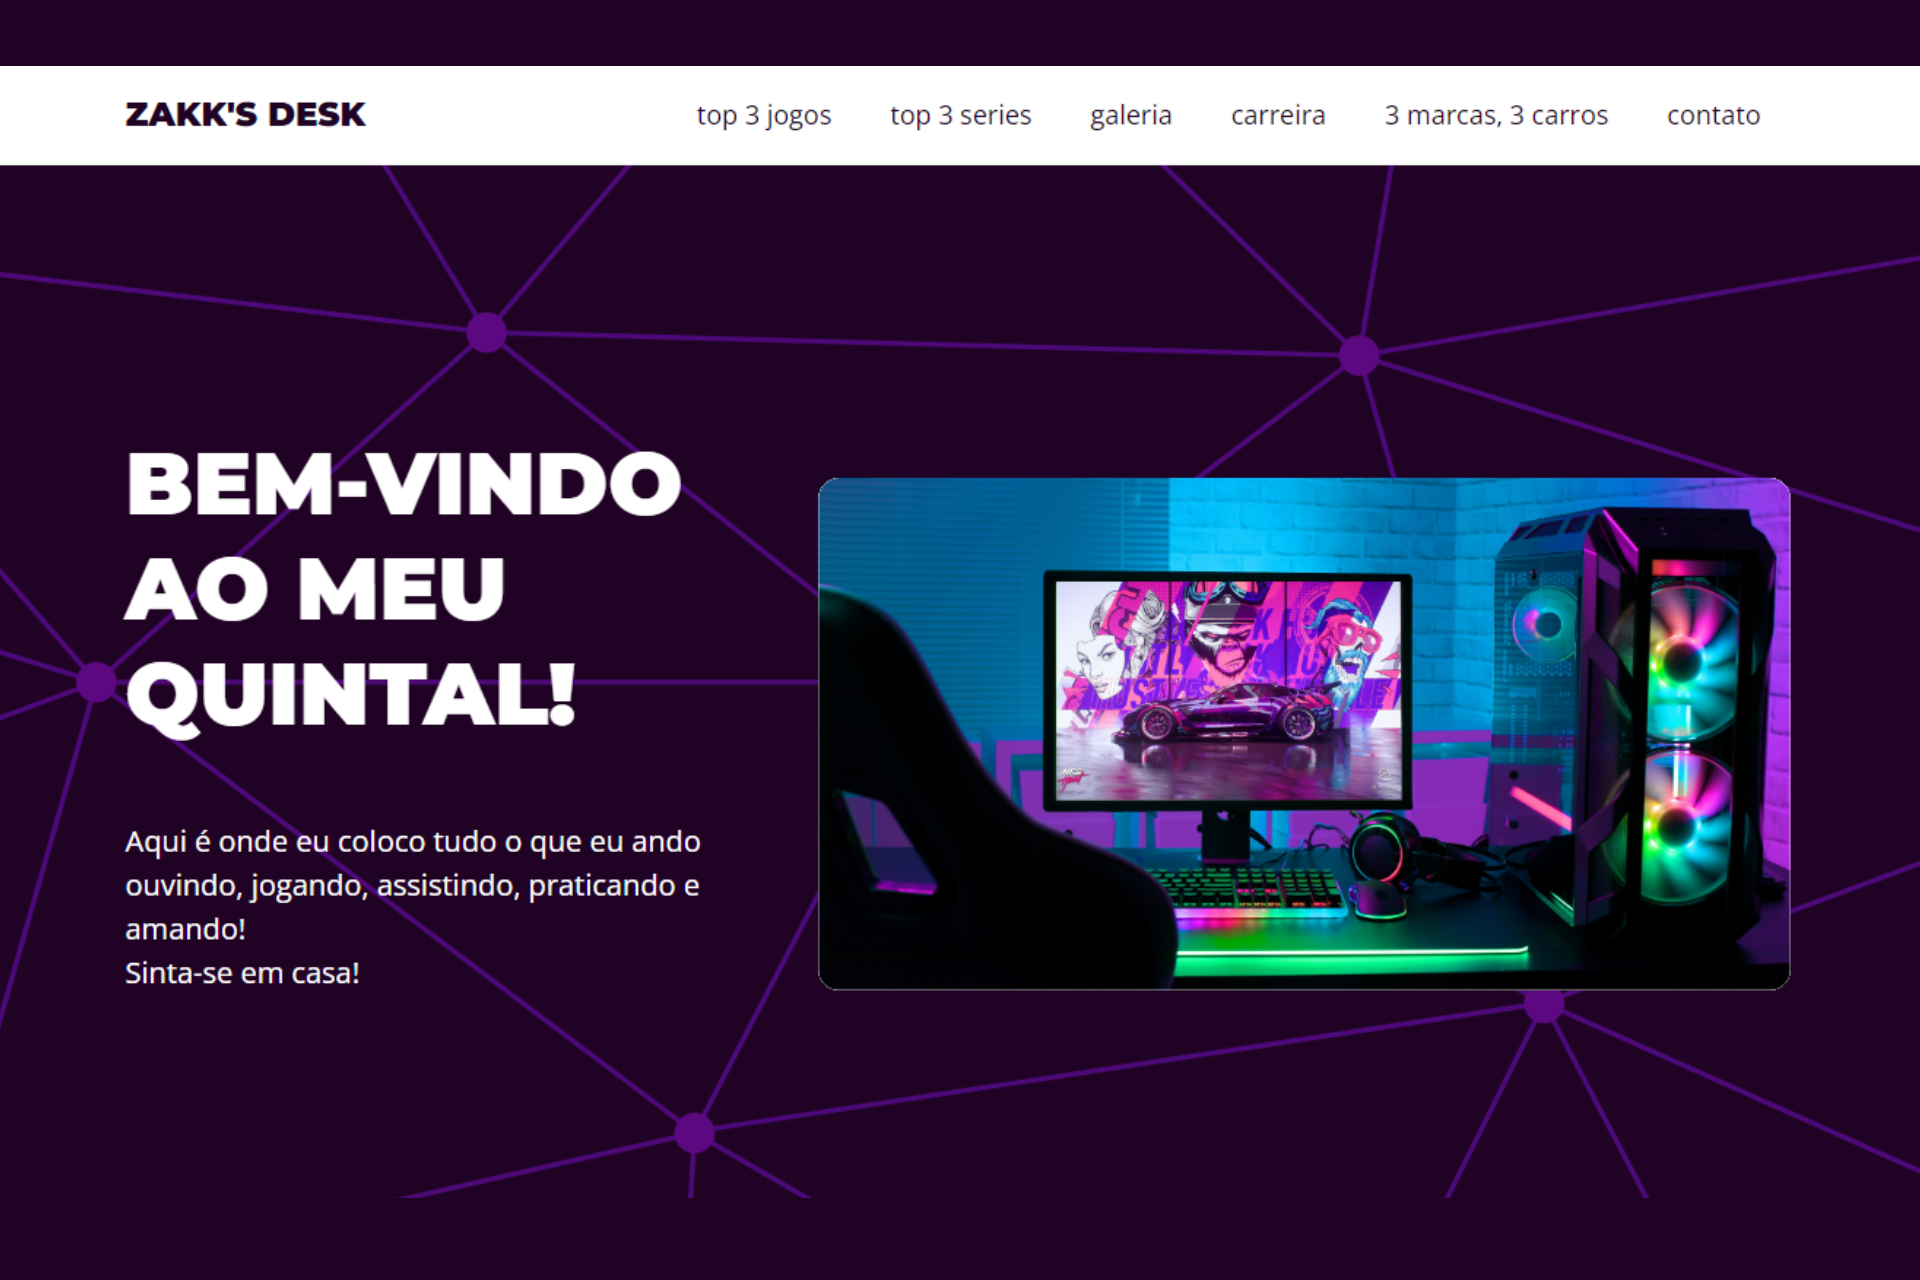 ZAKK'S DESK
top 3 jogos top 3 series galeria carreira 3 marcas, 3 carros contato
BEM-VINDO
AO MEU
QUINTAL!
Aqui é onde eu coloco tudo o que eu ando
ouvindo, jogando, assistindo, praticando e
amando!
Sinta-se em casa!